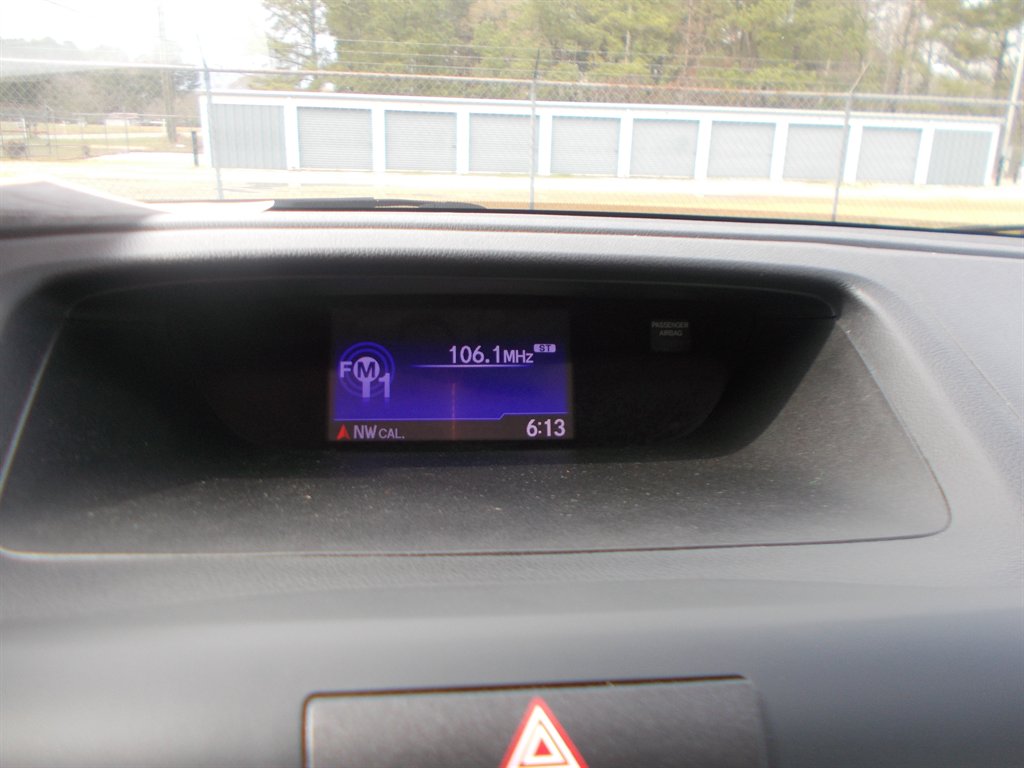 PASSENGER
AIRBAG
106.1MHz ST
FM1
NW CAL. 6:13